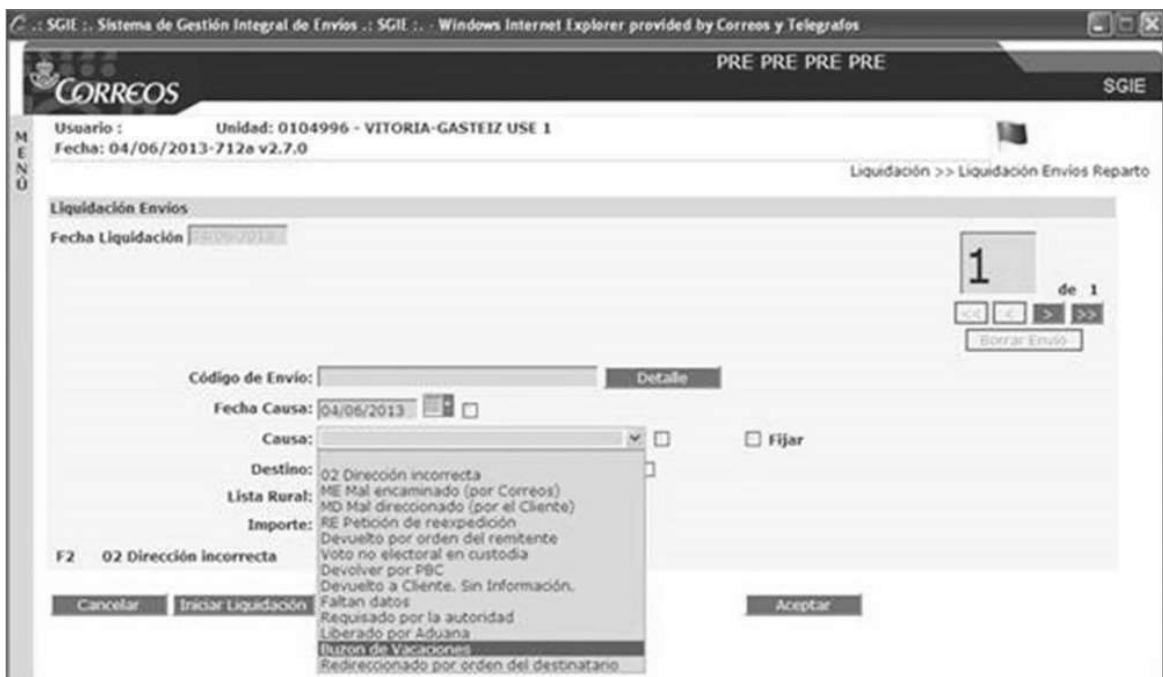 .: SGIE :. Sistema de Gestión Integral de Envíos .: SGIE :. - Windows Internet Explorer provided by Correos y Telegrafos
PRE PRE PRE PRE
CORREOS
SGIE
MENÚ
Usuario : Unidad: 0104996 - VITORIA-GASTEIZ USE 1
Fecha: 04/06/2013-712a v2.7.0
Liquidación >> Liquidación Envíos Reparto
Liquidación Envíos
Fecha Liquidación 04/06/2013
1 de 1
<< < > >>
Borrar Envío
Código de Envío: Detalle
Fecha Causa: 04/06/2013
Causa: Fijar
Destino:
Lista Rural:
Importe:
02 Dirección incorrecta
ME Mal encaminado (por Correos)
MD Mal direccionado (por el Cliente)
RE Petición de reexpedición
Devuelto por orden del remitente
Voto no electoral en custodia
Devolver por PBC
Devuelto a Cliente. Sin Información.
Faltan datos
Requisado por la autoridad
Liberado por Aduana
Buzon de Vacaciones
Redireccionado por orden del destinatario
F2 02 Dirección incorrecta
Cancelar Iniciar Liquidación Aceptar